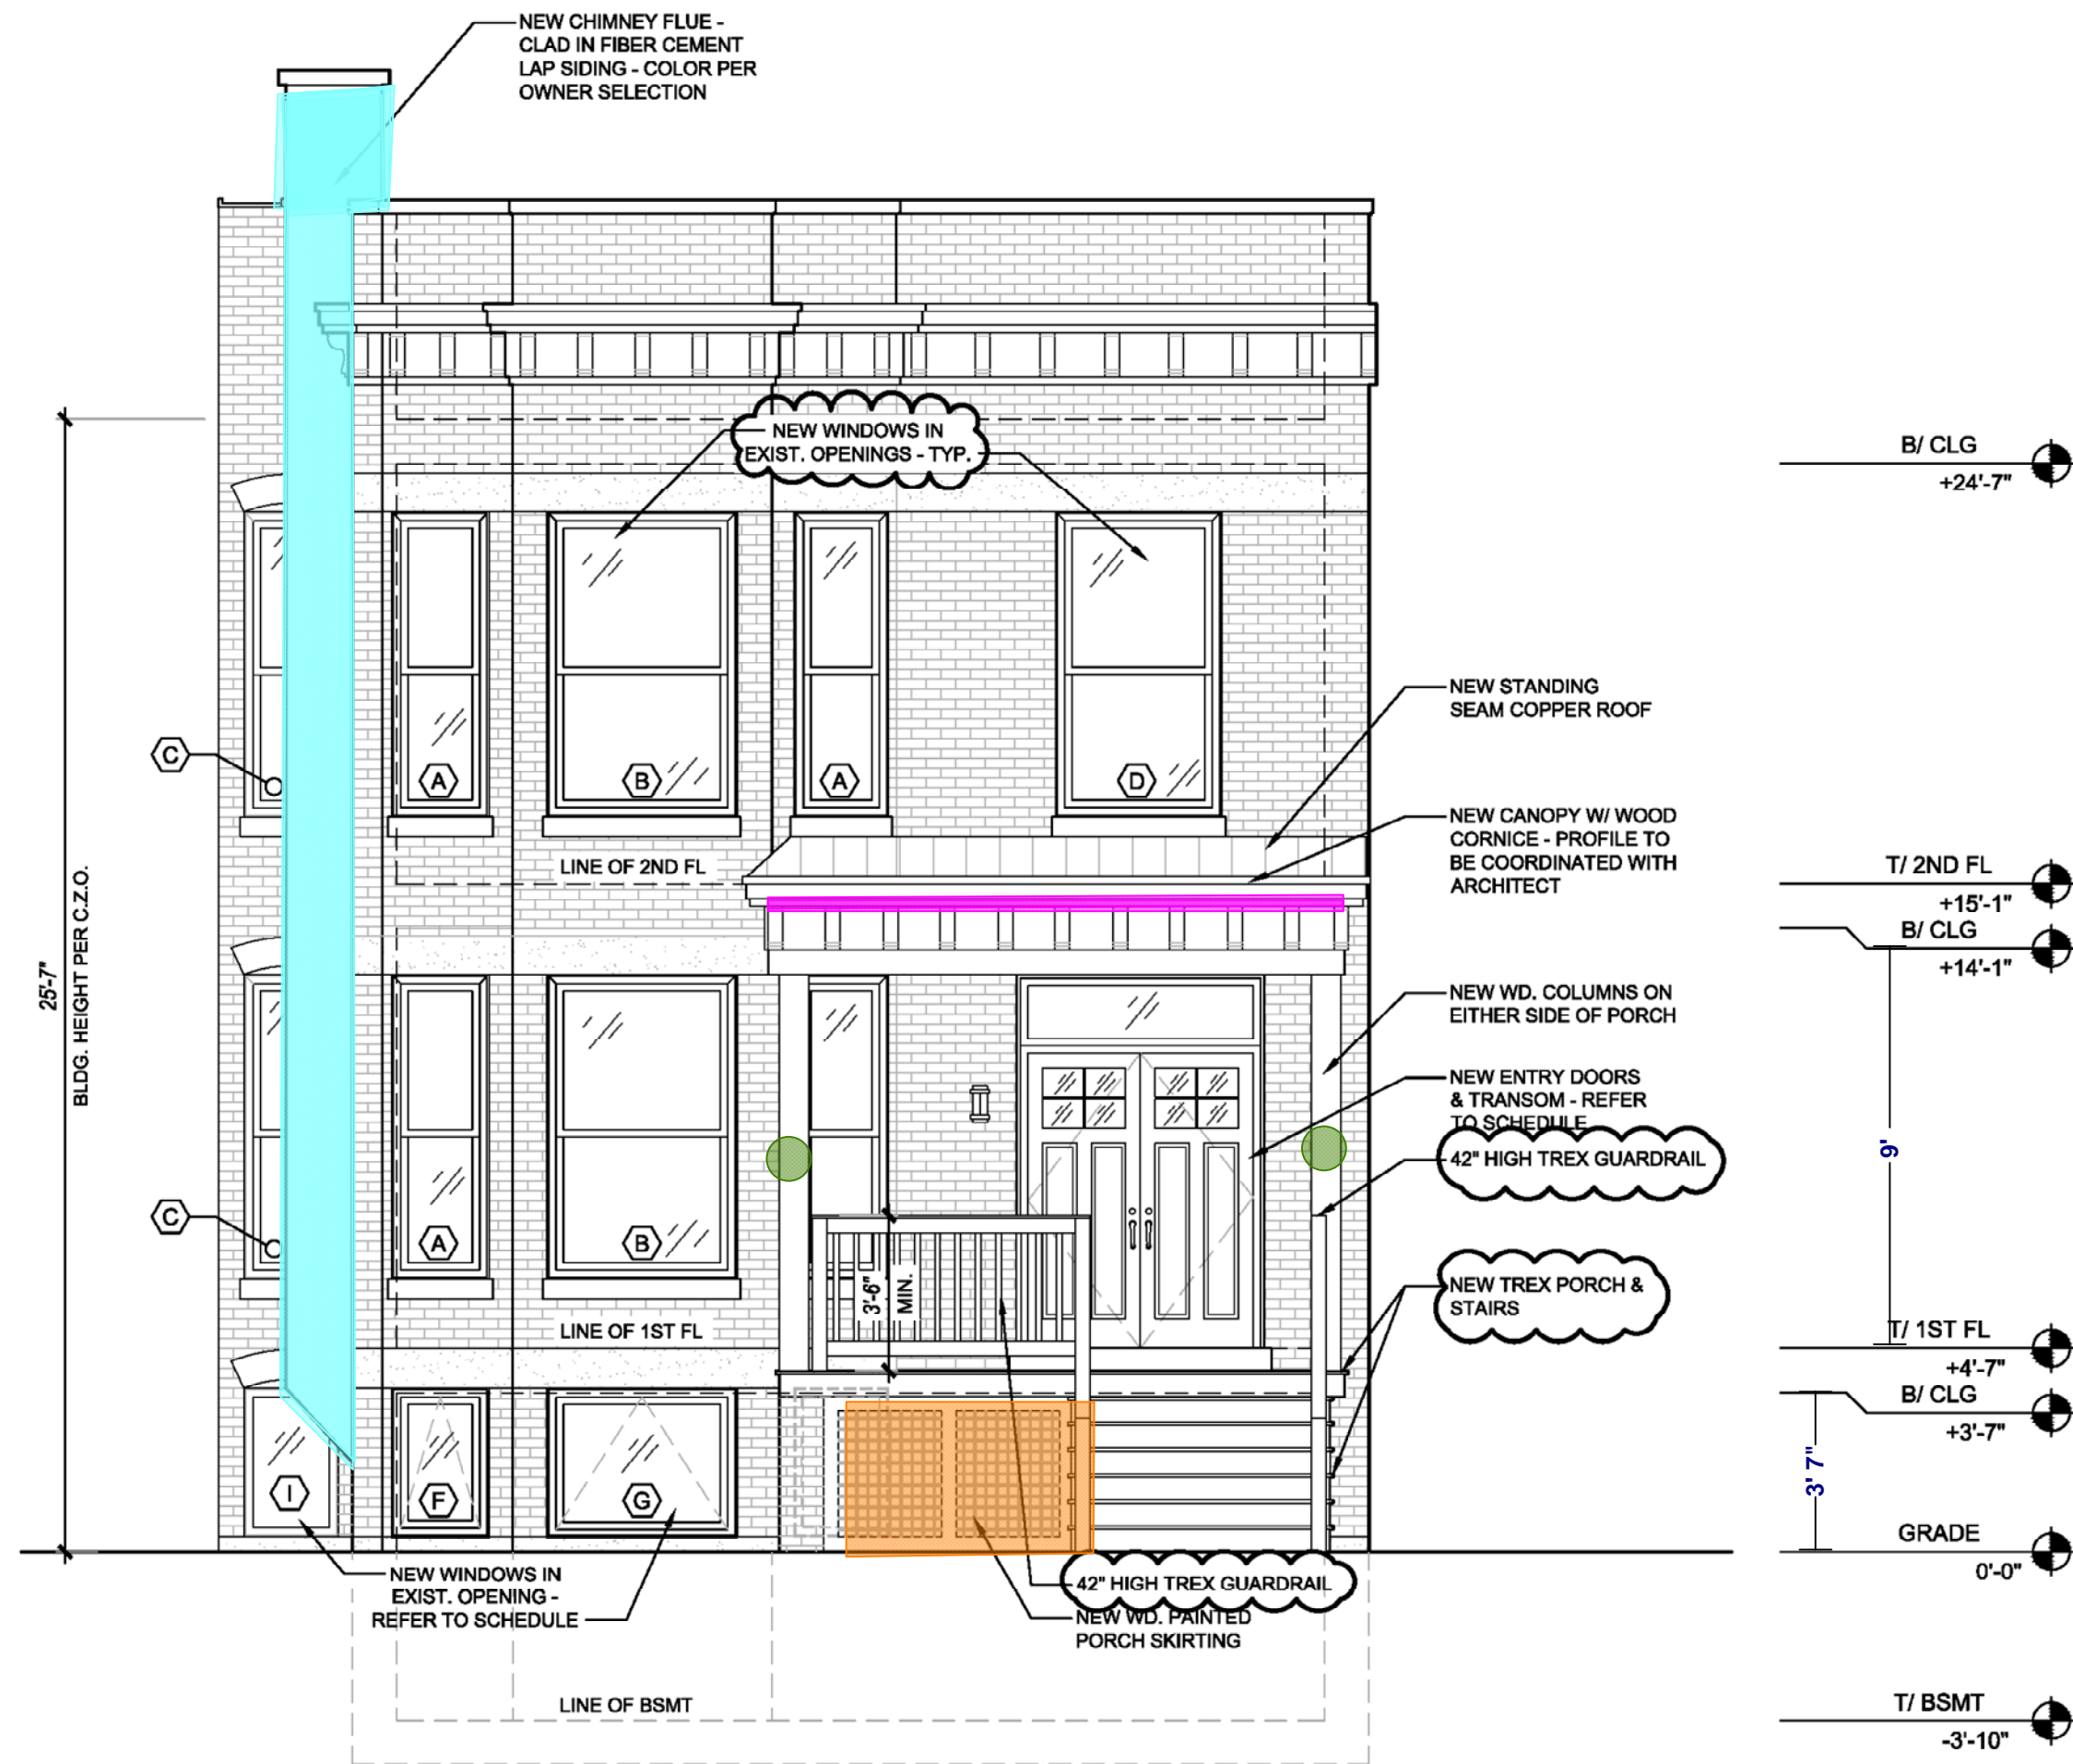 NEW CHIMNEY FLUE -
CLAD IN FIBER CEMENT
LAP SIDING - COLOR PER
OWNER SELECTION
NEW WINDOWS IN
EXIST. OPENINGS - TYP.
B/ CLG
+24'-7"
NEW STANDING
SEAM COPPER ROOF
C
A
B
A
D
NEW CANOPY W/ WOOD
CORNICE - PROFILE TO
BE COORDINATED WITH
ARCHITECT
LINE OF 2ND FL
T/ 2ND FL
+15'-1"
B/ CLG
+14'-1"
25'-7"
BLDG. HEIGHT PER C.Z.O.
NEW WD. COLUMNS ON
EITHER SIDE OF PORCH
NEW ENTRY DOORS
& TRANSOM - REFER
TO SCHEDULE
42" HIGH TREX GUARDRAIL
9'
C
A
B
3'-6"
MIN.
NEW TREX PORCH &
STAIRS
LINE OF 1ST FL
T/ 1ST FL
+4'-7"
B/ CLG
+3'-7"
3' 7"
I
F
G
GRADE
0'-0"
NEW WINDOWS IN
EXIST. OPENING -
REFER TO SCHEDULE
42" HIGH TREX GUARDRAIL
NEW WD. PAINTED
PORCH SKIRTING
LINE OF BSMT
T/ BSMT
-3'-10"